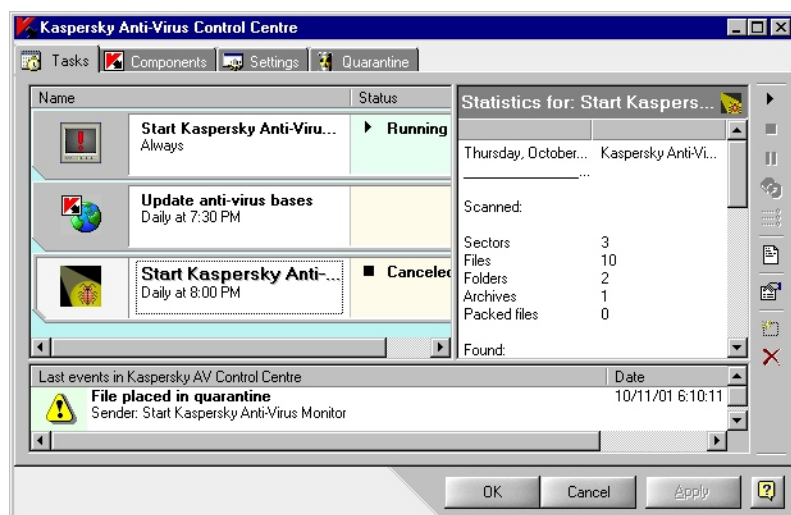 Kaspersky Anti-Virus Control Centre
Tasks Components Settings Quarantine
Name Status
Start Kaspersky Anti-Viru...
Always
Running
Update anti-virus bases
Daily at 7:30 PM
Start Kaspersky Anti-...
Daily at 8:00 PM
Canceled
Statistics for: Start Kaspers...
Thursday, October... Kaspersky Anti-Vi...
...
Scanned:
Sectors 3
Files 10
Folders 2
Archives 1
Packed files 0
Found:
Last events in Kaspersky AV Control Centre Date
File placed in quarantine 10/11/01 6:10:11
Sender: Start Kaspersky Anti-Virus Monitor
OK Cancel Apply